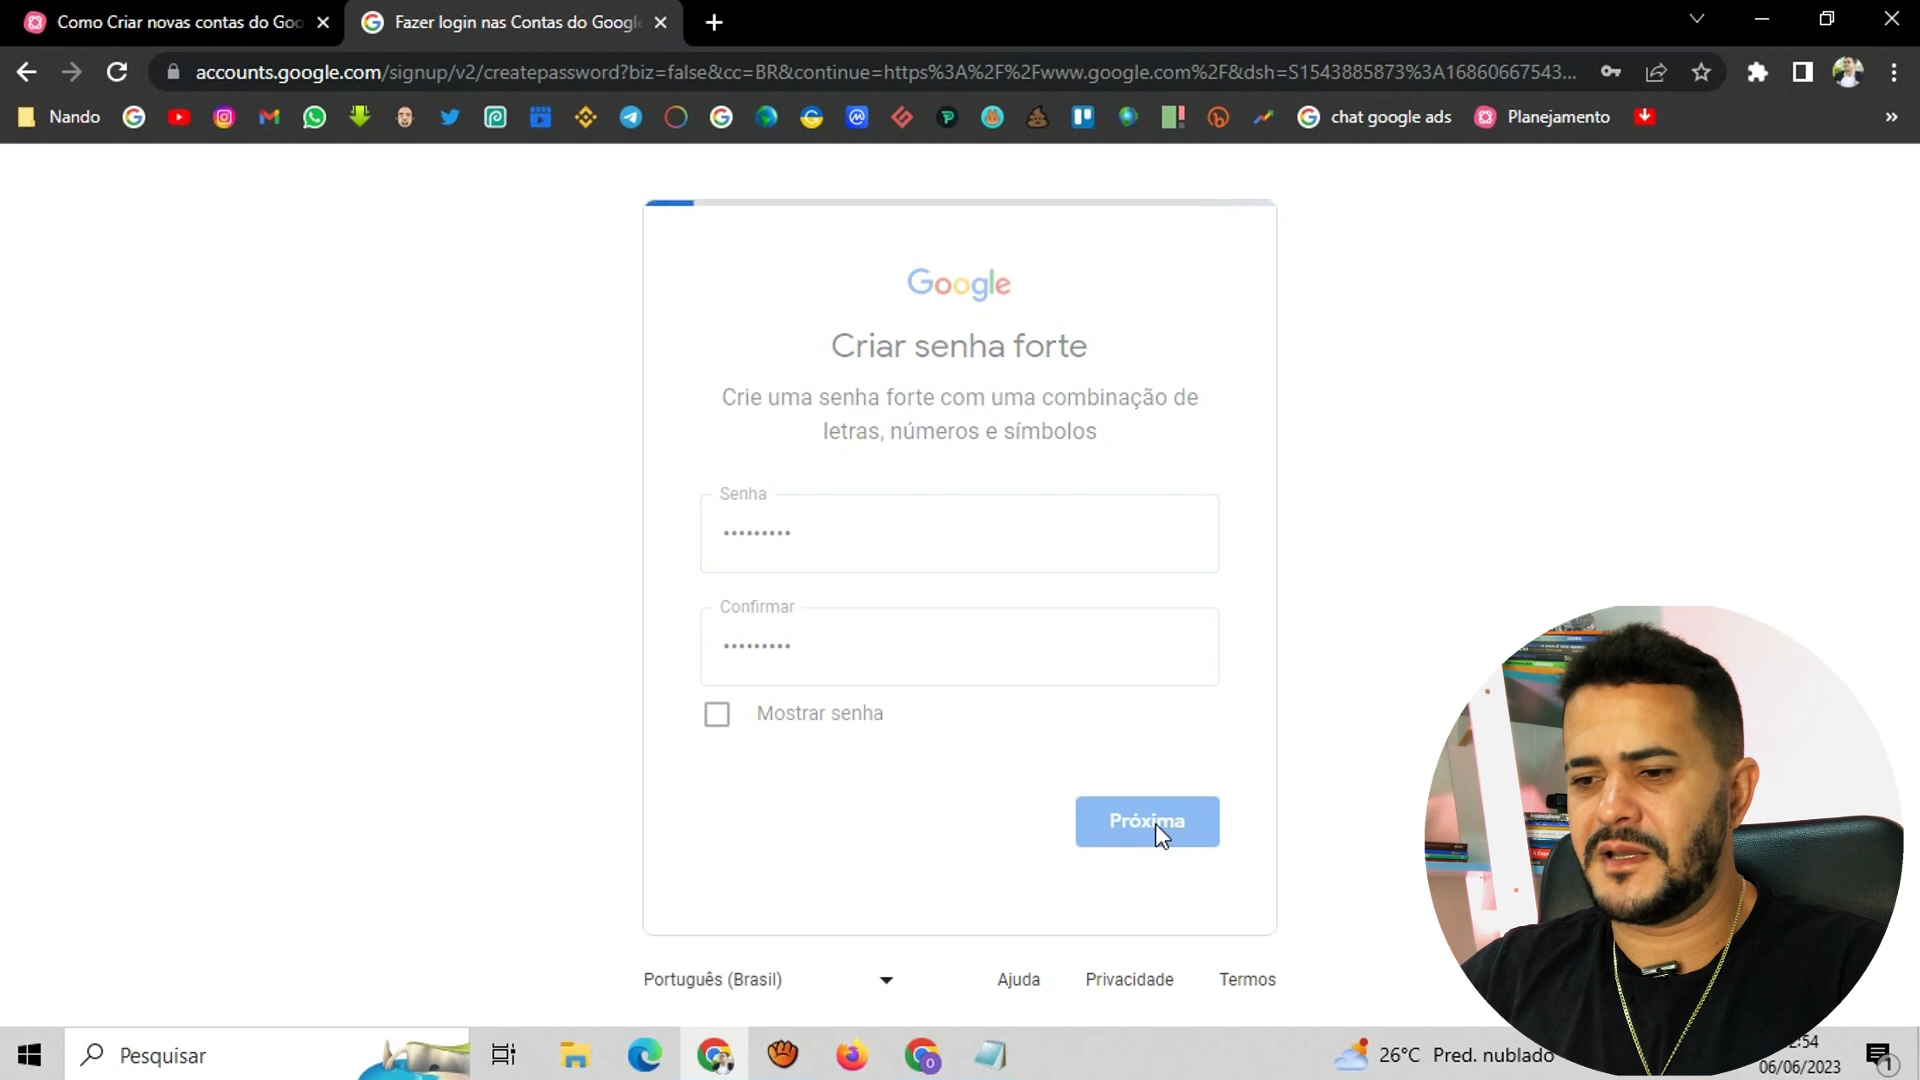 Como Criar novas contas do Goo
Fazer login nas Contas do Google
accounts.google.com/signup/v2/createpassword?biz=false&cc=BR&continue=https%3A%2F%2Fwww.google.com%2F&dsh=S1543885873%3A16860667543...
Nando
chat google ads
Planejamento
Google
Criar senha forte
Crie uma senha forte com uma combinação de
letras, números e símbolos
Senha
Confirmar
Mostrar senha
Próxima
Português (Brasil)
Ajuda
Privacidade
Termos
Pesquisar
26°C Pred. nublado
:54
06/06/2023
1